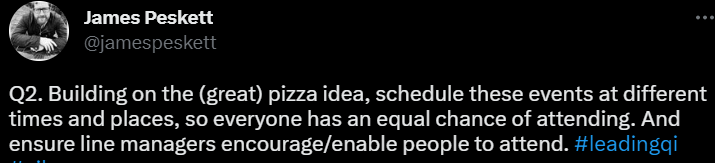 James Peskett
@jamespeskett
Q2. Building on the (great) pizza idea, schedule these events at different
times and places, so everyone has an equal chance of attending. And
ensure line managers encourage/enable people to attend. #leadingqi